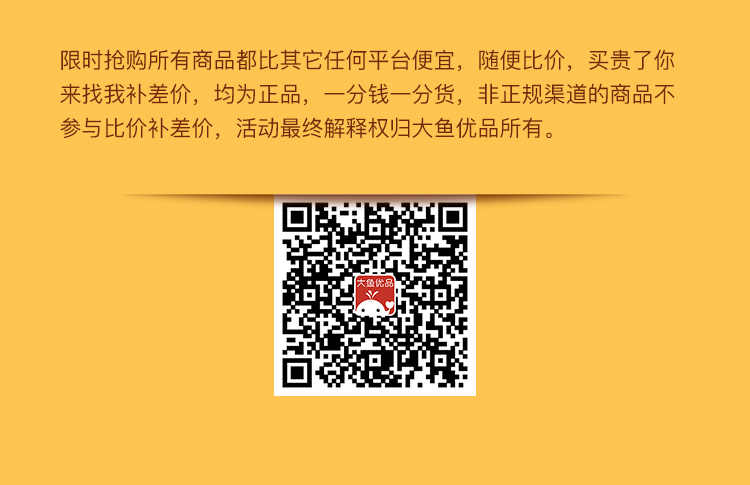 限时抢购所有商品都比其它任何平台便宜，随便比价，买贵了你
来找我补差价，均为正品，一分钱一分货，非正规渠道的商品不
参与比价补差价，活动最终解释权归大鱼优品所有。
大鱼优品